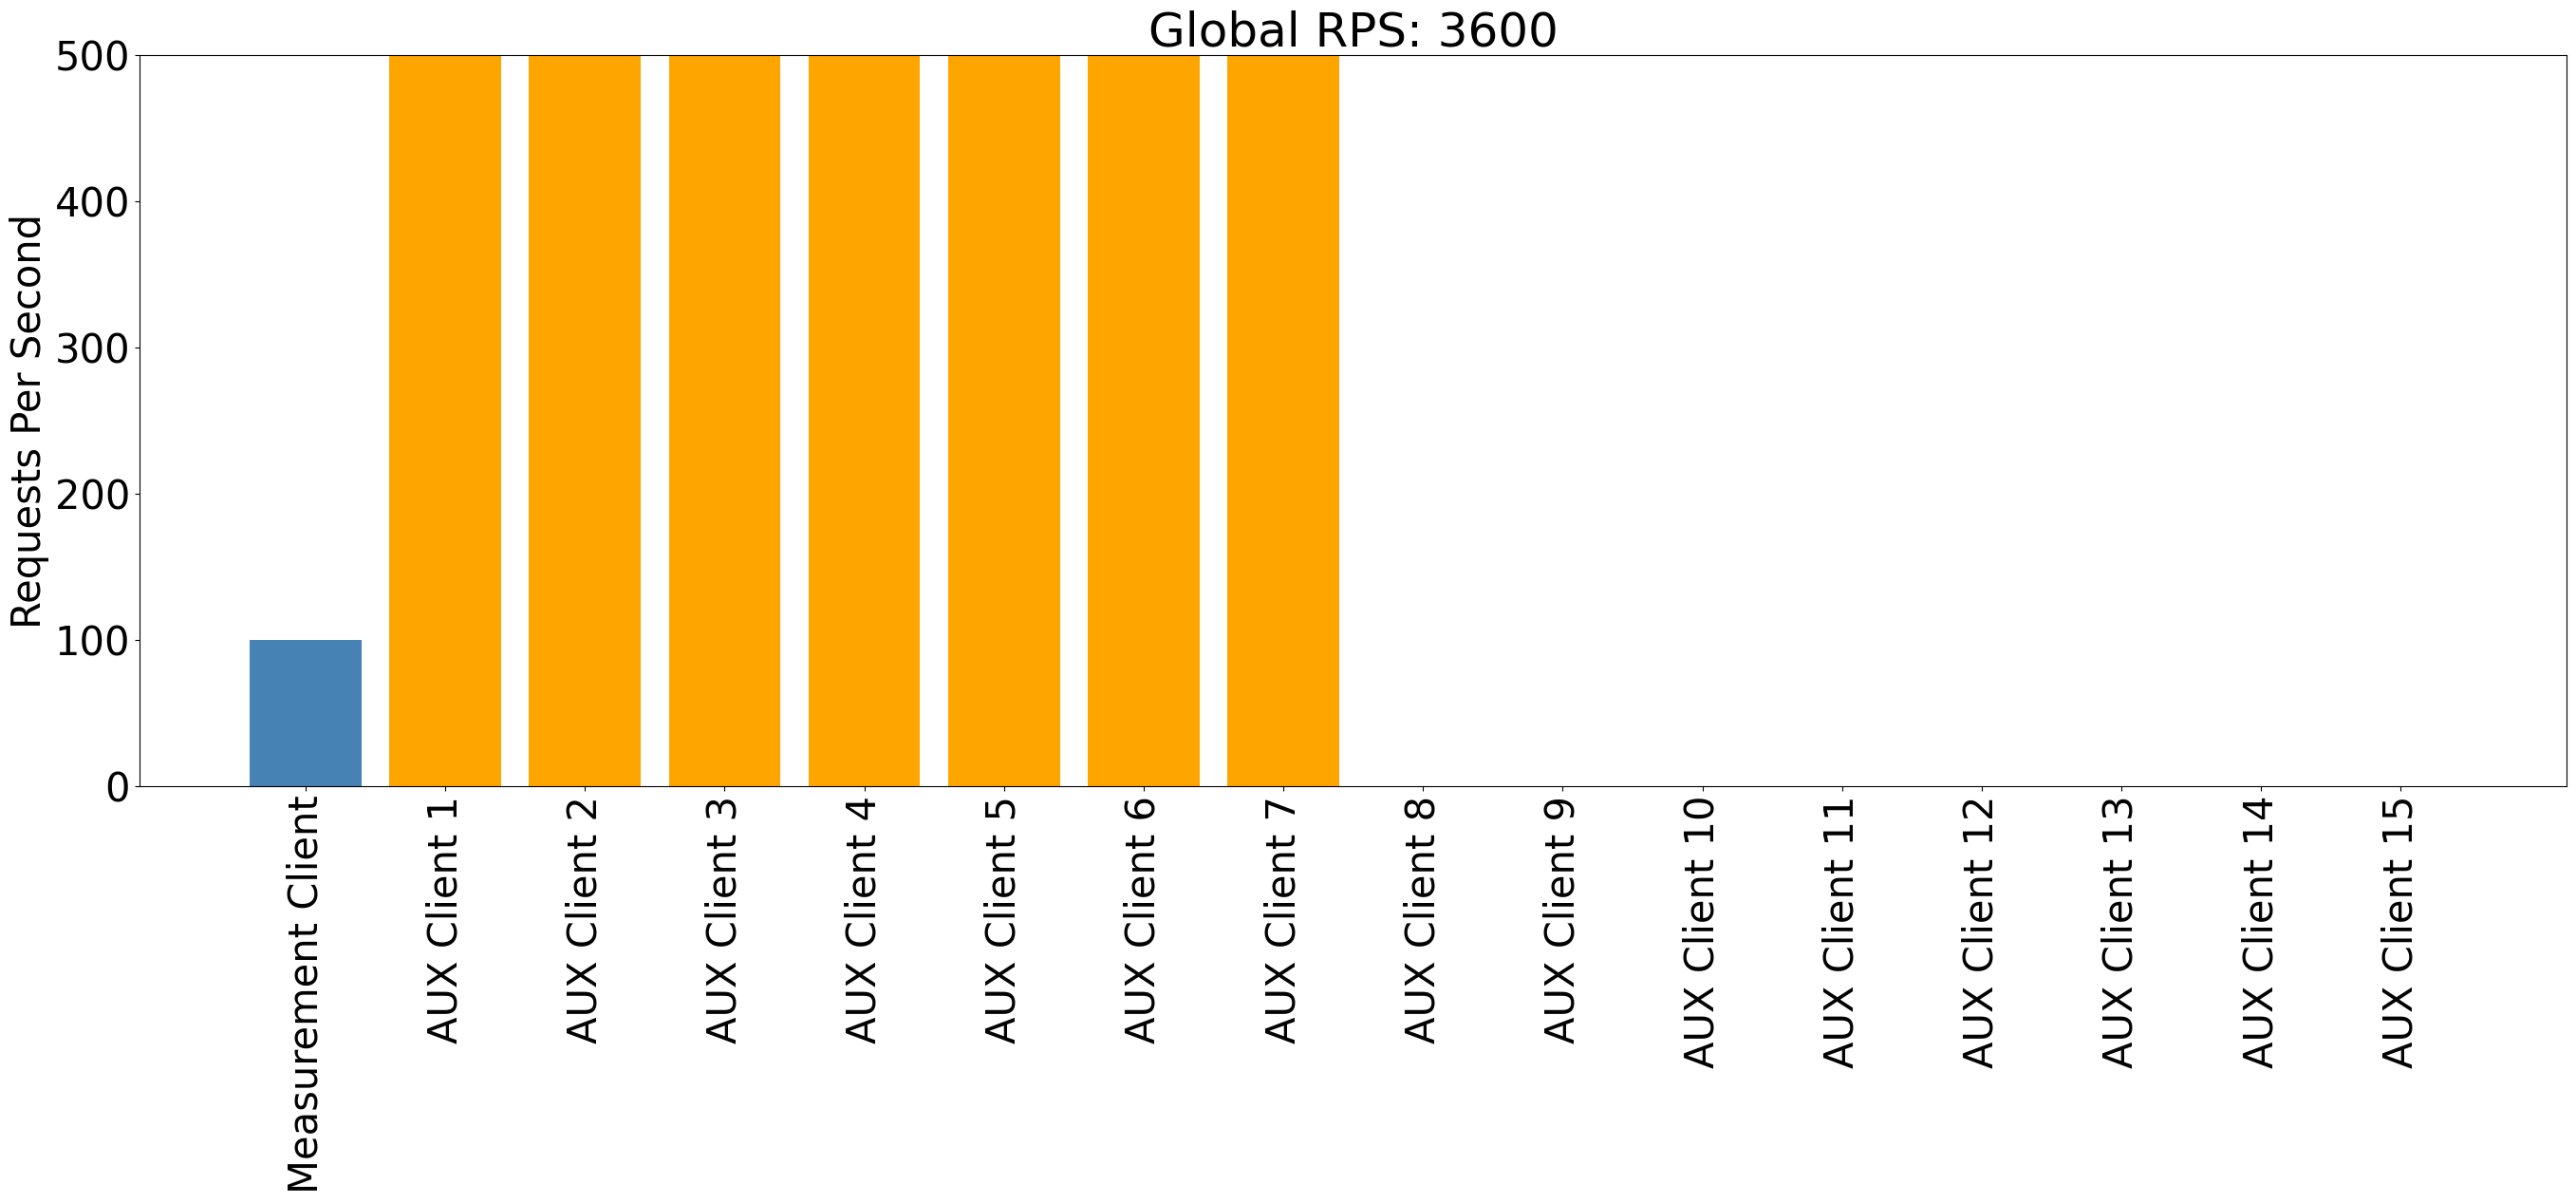 Global RPS: 3600
Requests Per Second
500
400
300
200
100
0
Measurement Client
AUX Client 1
AUX Client 2
AUX Client 3
AUX Client 4
AUX Client 5
AUX Client 6
AUX Client 7
AUX Client 8
AUX Client 9
AUX Client 10
AUX Client 11
AUX Client 12
AUX Client 13
AUX Client 14
AUX Client 15